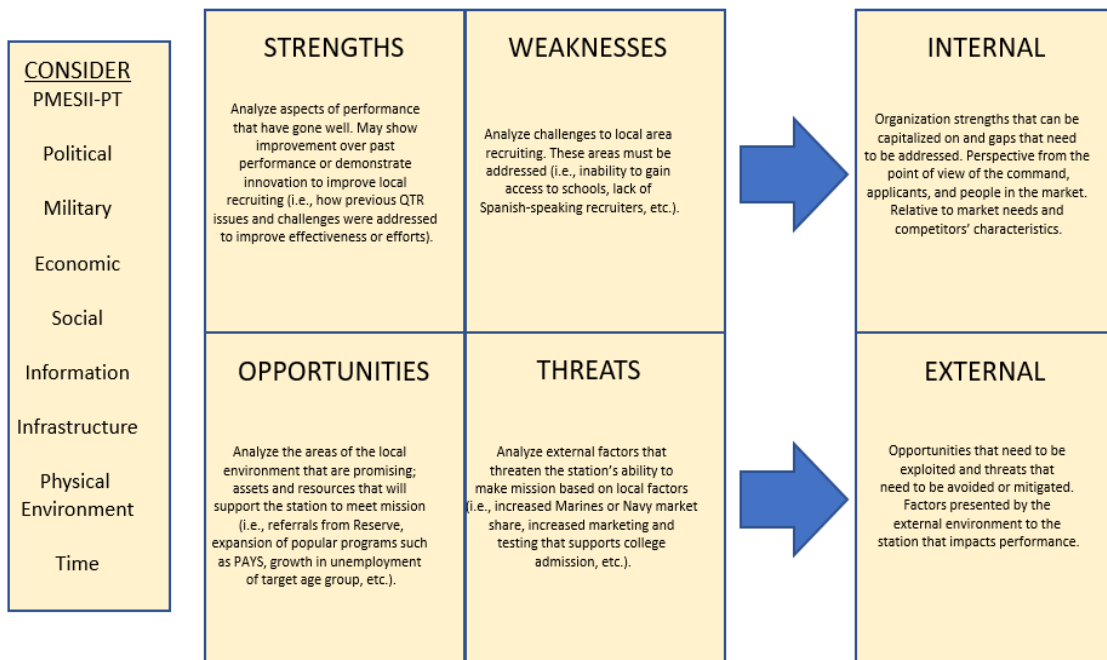 CONSIDER
PMESII-PT
Political
Military
Economic
Social
Information
Infrastructure
Physical
Environment
Time
STRENGTHS
Analyze aspects of performance
that have gone well. May show
improvement over past
performance or demonstrate
innovation to improve local
recruiting (i.e., how previous QTR
issues and challenges were addressed
to improve effectiveness or efforts).
WEAKNESSES
Analyze challenges to local area
recruiting. These areas must be
addressed (i.e., inability to gain
access to schools, lack of
Spanish-speaking recruiters, etc.).
INTERNAL
Organization strengths that can be
capitalized on and gaps that need
to be addressed. Perspective from the
point of view of the command,
applicants, and people in the market.
Relative to market needs and
competitors’ characteristics.
OPPORTUNITIES
Analyze the areas of the local
environment that are promising;
assets and resources that will
support the station to meet mission
(i.e., referrals from Reserve,
expansion of popular programs such
as PAYS, growth in unemployment
of target age group, etc.).
THREATS
Analyze external factors that
threaten the station’s ability to
make mission based on local factors
(i.e., increased Marines or Navy market
share, increased marketing and
testing that supports college
admission, etc.).
EXTERNAL
Opportunities that need to be
exploited and threats that
need to be avoided or mitigated.
Factors presented by the
external environment to the
station that impacts performance.